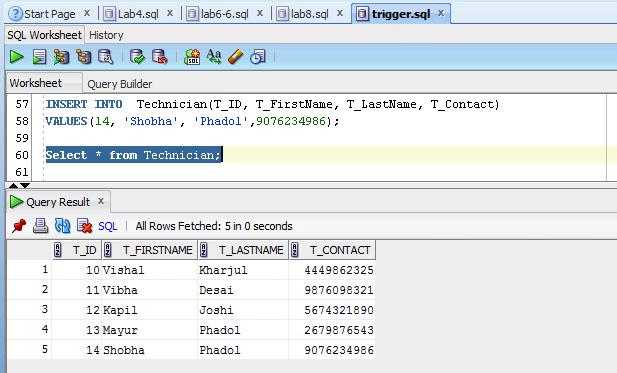 Start Page x Lab4.sql x lab6-6.sql x lab8.sql x trigger.sql x
SQL Worksheet History
Worksheet Query Builder
57 INSERT INTO Technician(T_ID, T_FirstName, T_LastName, T_Contact)
58 VALUES(14, 'Shobha', 'Phadol',9076234986);
59
60 Select * from Technician;
61
Query Result x
SQL | All Rows Fetched: 5 in 0 seconds
T_ID T_FIRSTNAME T_LASTNAME T_CONTACT
1 10 Vishal Kharjul 4449862325
2 11 Vibha Desai 9876098321
3 12 Kapil Joshi 5674321890
4 13 Mayur Phadol 2679876543
5 14 Shobha Phadol 9076234986